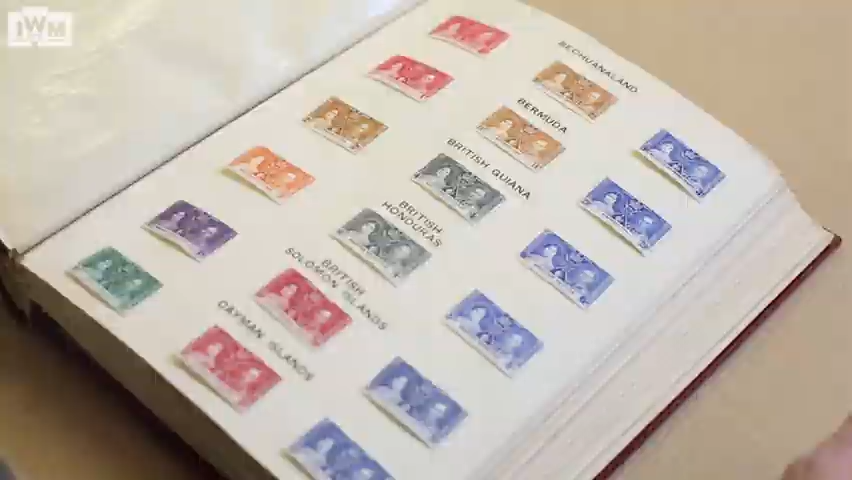 IWM
BECHUANALAND
BERMUDA
BRITISH GUIANA
BRITISH
HONDURAS
BRITISH
SOLOMON ISLANDS
CAYMAN ISLANDS